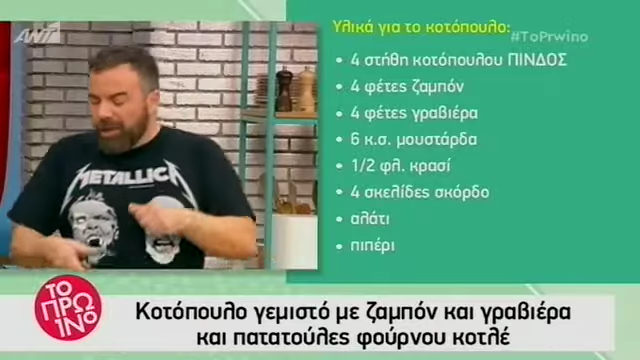 ΑΝΤ1
Υλικά για το κοτόπουλο:
#ToPrwino
• 4 στήθη κοτόπουλου ΠΙΝΔΟΣ
• 4 φέτες ζαμπόν
• 4 φέτες γραβιέρα
• 6 κ.σ. μουστάρδα
• 1/2 φλ. κρασί
• 4 σκελίδες σκόρδο
• αλάτι
• πιπέρι
METALLICA
ΤΟ
ΠΡΩ
ΙΝΟ
Κοτόπουλο γεμιστό με ζαμπόν και γραβιέρα
και πατατούλες φούρνου κοτλέ